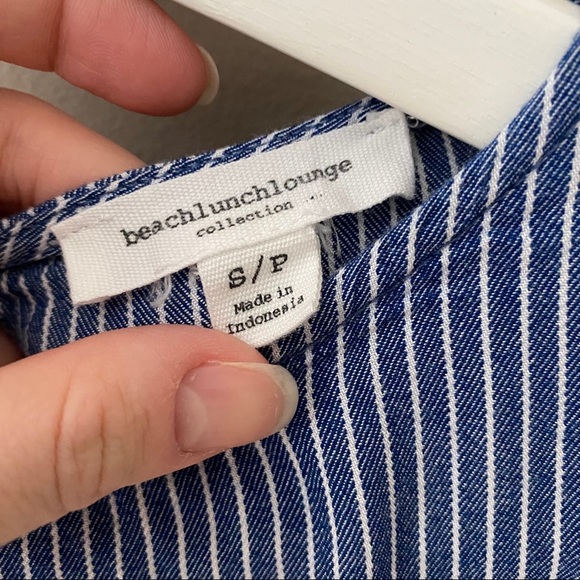 beachlunchlounge
collection
S/P
Made in
Indonesia